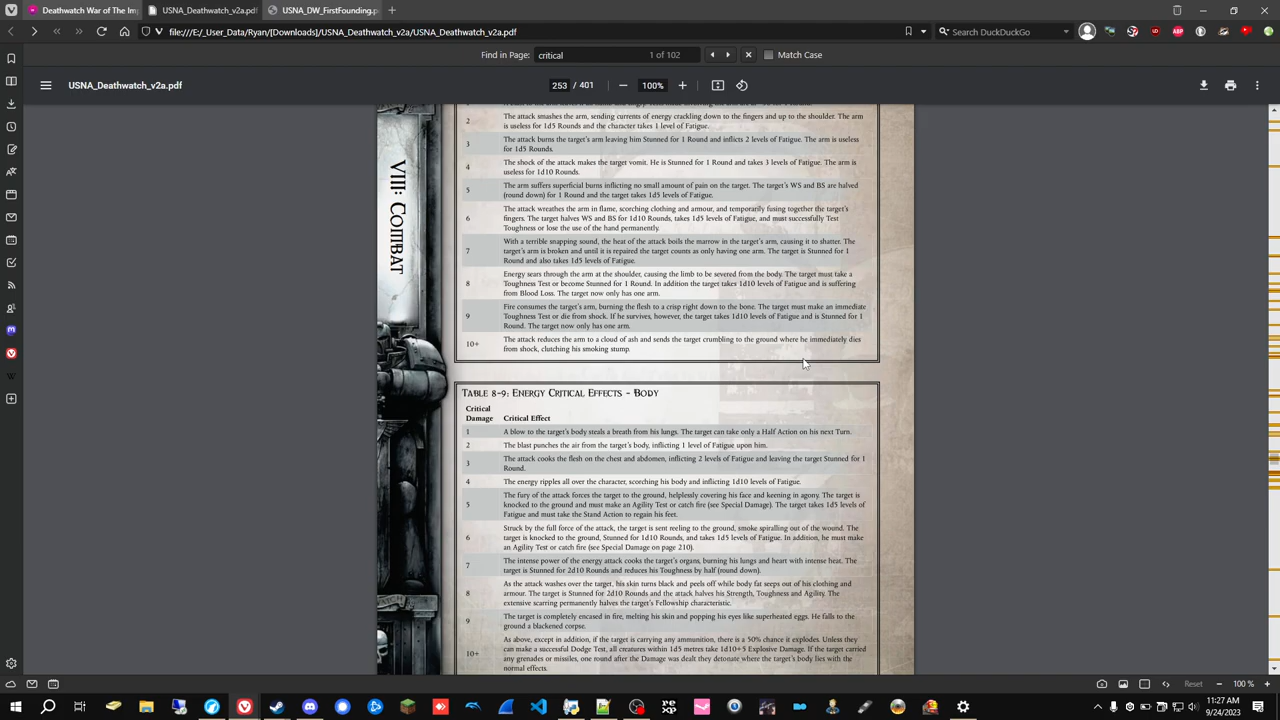 Deathwatch War of The Im
USNA_Deathwatch_v2a.pdf
USNA_DW_FirstFounding.p
file:///E/_User_Data/Ryan/[Downloads]/USNA_Deathwatch_v2a/USNA_Deathwatch_v2a.pdf
Search DuckDuckGo
Find in Page: critical 1 of 102 Match Case
USNA_Deathwatch_v2a.pdf 253 / 401 100%
VIII: Combat
2 The attack smashes the arm, sending currents of energy crackling down to the fingers and up to the shoulder. The arm
is useless for 1d5 Rounds and the character takes 1 level of Fatigue.
3 The attack burns the target's arm leaving him Stunned for 1 Round and inflicts 2 levels of Fatigue. The arm is useless
for 1d5 Rounds.
4 The shock of the attack makes the target vomit. He is Stunned for 1 Round and takes 3 levels of Fatigue. The arm is
useless for 1d10 Rounds.
5 The arm suffers superficial burns inflicting no small amount of pain on the target. The target's WS and BS are halved
(round down) for 1 Round and the target takes 1d5 levels of Fatigue.
6 The attack wreathes the arm in flame, scorching clothing and armour, and temporarily fusing together the target's
fingers. The target halves WS and BS for 1d10 Rounds, takes 1d5 levels of Fatigue, and must successfully Test
Toughness or lose the use of the hand permanently.
7 With a terrible snapping sound, the heat of the attack boils the marrow in the target's arm, causing it to shatter. The
target's arm is broken and until it is repaired the target counts as only having one arm. The target is Stunned for 1
Round and also takes 1d5 levels of Fatigue.
8 Energy sears through the arm at the shoulder, causing the limb to be severed from the body. The target must take a
Toughness Test or become Stunned for 1 Round. In addition the target takes 1d10 levels of Fatigue and is suffering
from Blood Loss. The target now only has one arm.
9 Fire consumes the target's arm, burning the flesh to a crisp right down to the bone. The target must make an immediate
Toughness Test or die from shock. If he survives, however, the target takes 1d10 levels of Fatigue and is Stunned for 1
Round. The target now only has one arm.
10+ The attack reduces the arm to a cloud of ash and sends the target crumbling to the ground where he immediately dies
from shock, clutching his smoking stump.
Table 8-9: Energy Critical Effects - Body
Critical
Damage Critical Effect
1 A blow to the target's body steals a breath from his lungs. The target can take only a Half Action on his next Turn.
2 The blast punches the air from the target's body, inflicting 1 level of Fatigue upon him.
3 The attack cooks the flesh on the chest and abdomen, inflicting 2 levels of Fatigue and leaving the target Stunned for 1
Round.
4 The energy ripples all over the character, scorching his body and inflicting 1d10 levels of Fatigue.
5 The fury of the attack forces the target to the ground, helplessly covering his face and keening in agony. The target is
knocked to the ground and must make an Agility Test or catch fire (see Special Damage). The target takes 1d5 levels of
Fatigue and must take the Stand Action to regain his feet.
6 Struck by the full force of the attack, the target is sent reeling to the ground, smoke spiralling out of the wound. The
target is knocked to the ground, Stunned for 1d10 Rounds, and takes 1d5 levels of Fatigue. In addition, he must make
an Agility Test or catch fire (see Special Damage on page 210).
7 The intense power of the energy attack cooks the target's organs, burning his lungs and heart with intense heat. The
target is Stunned for 2d10 Rounds and reduces his Toughness by half (round down).
8 As the attack washes over the target, his skin turns black and peels off while body fat seeps out of his clothing and
armour. The target is Stunned for 2d10 Rounds and the attack halves his Strength, Toughness and Agility. The
extensive scarring permanently halves the target's Fellowship characteristic.
9 The target is completely encased in fire, melting his skin and popping his eyes like superheated eggs. He falls to the
ground a blackened corpse.
10+ As above, except in addition, if the target is carrying any ammunition, there is a 50% chance it explodes. Unless they
can make a successful Dodge Test, all creatures within 1d5 metres take 1d10+5 Explosive Damage. If the target carried
any grenades or missiles, one round after the Damage was dealt they detonate where the target's body lies with the
normal effects.
Reset 100 %
11:27 AM
9/24/2023